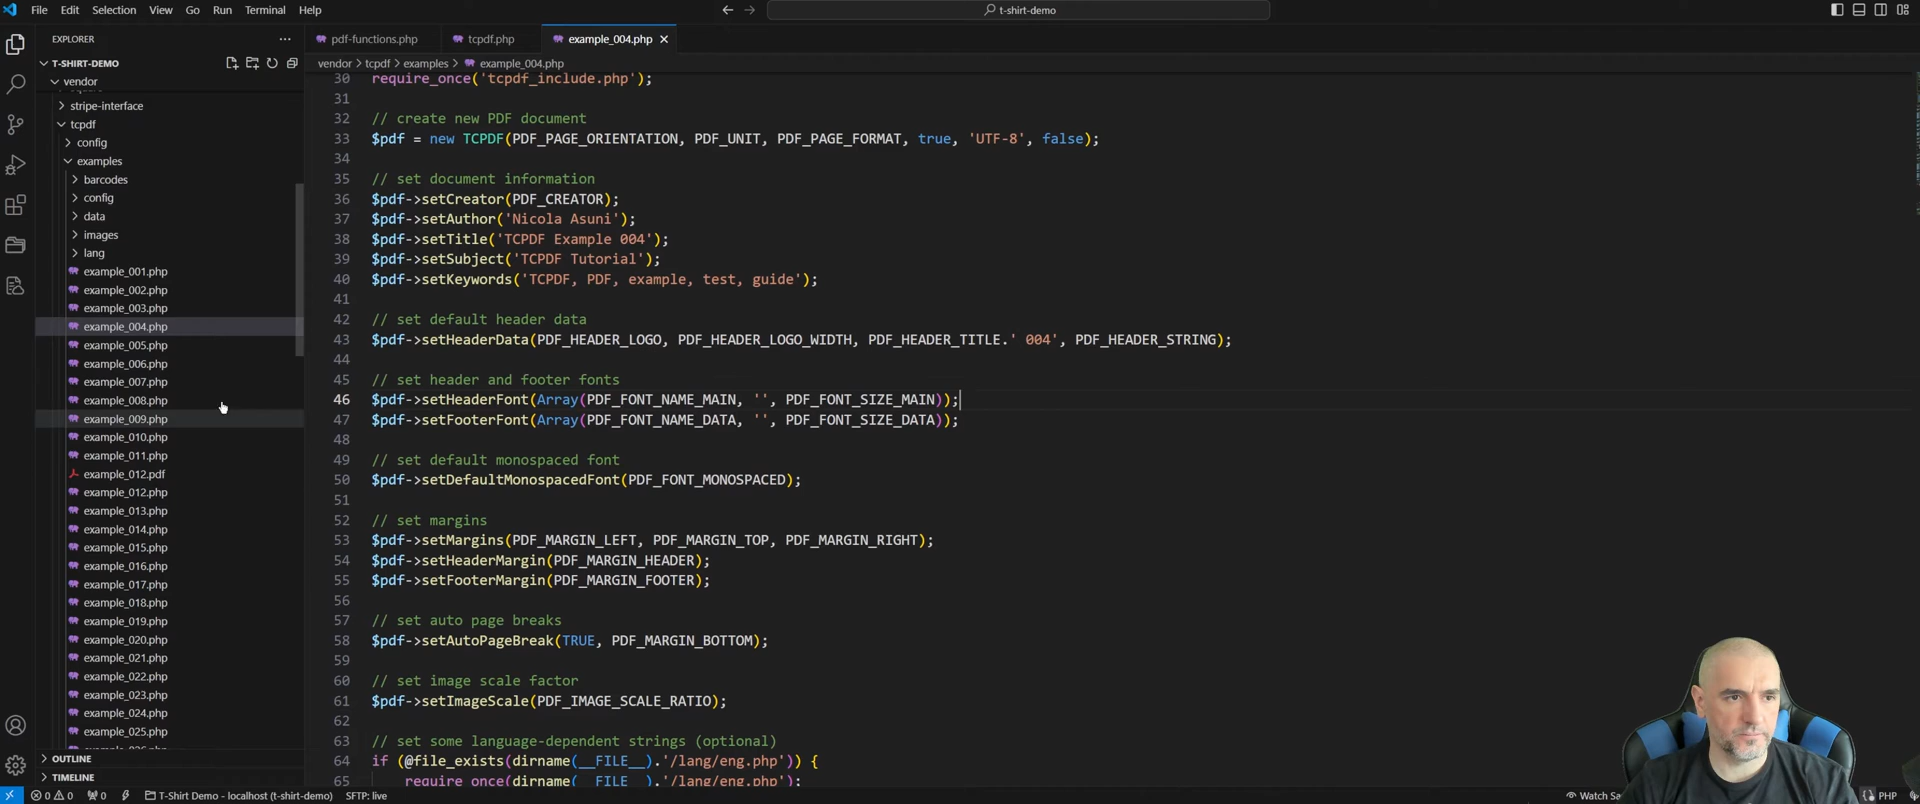 File Edit Selection View Go Run Terminal Help
t-shirt-demo
EXPLORER
T-SHIRT-DEMO
vendor
stripe-interface
tcpdf
config
examples
barcodes
config
data
images
lang
example_001.php
example_002.php
example_003.php
example_004.php
example_005.php
example_006.php
example_007.php
example_008.php
example_009.php
example_010.php
example_011.php
example_012.pdf
example_012.php
example_013.php
example_014.php
example_015.php
example_016.php
example_017.php
example_018.php
example_019.php
example_020.php
example_021.php
example_022.php
example_023.php
example_024.php
example_025.php
OUTLINE
TIMELINE
pdf-functions.php tcpdf.php example_004.php
vendor > tcpdf > examples > example_004.php
30 require_once('tcpdf_include.php');
31
32 // create new PDF document
33 $pdf = new TCPDF(PDF_PAGE_ORIENTATION, PDF_UNIT, PDF_PAGE_FORMAT, true, 'UTF-8', false);
34
35 // set document information
36 $pdf->setCreator(PDF_CREATOR);
37 $pdf->setAuthor('Nicola Asuni');
38 $pdf->setTitle('TCPDF Example 004');
39 $pdf->setSubject('TCPDF Tutorial');
40 $pdf->setKeywords('TCPDF, PDF, example, test, guide');
41
42 // set default header data
43 $pdf->setHeaderData(PDF_HEADER_LOGO, PDF_HEADER_LOGO_WIDTH, PDF_HEADER_TITLE.' 004', PDF_HEADER_STRING);
44
45 // set header and footer fonts
46 $pdf->setHeaderFont(Array(PDF_FONT_NAME_MAIN, '', PDF_FONT_SIZE_MAIN));
47 $pdf->setFooterFont(Array(PDF_FONT_NAME_DATA, '', PDF_FONT_SIZE_DATA));
48
49 // set default monospaced font
50 $pdf->setDefaultMonospacedFont(PDF_FONT_MONOSPACED);
51
52 // set margins
53 $pdf->setMargins(PDF_MARGIN_LEFT, PDF_MARGIN_TOP, PDF_MARGIN_RIGHT);
54 $pdf->setHeaderMargin(PDF_MARGIN_HEADER);
55 $pdf->setFooterMargin(PDF_MARGIN_FOOTER);
56
57 // set auto page breaks
58 $pdf->setAutoPageBreak(TRUE, PDF_MARGIN_BOTTOM);
59
60 // set image scale factor
61 $pdf->setImageScale(PDF_IMAGE_SCALE_RATIO);
62
63 // set some language-dependent strings (optional)
64 if (@file_exists(dirname(__FILE__).'/lang/eng.php')) {
65 require_once(dirname(__FILE__).'/lang/eng.php');
0 0 0 T-Shirt Demo - localhost (t-shirt-demo) SFTP: live Watch PHP